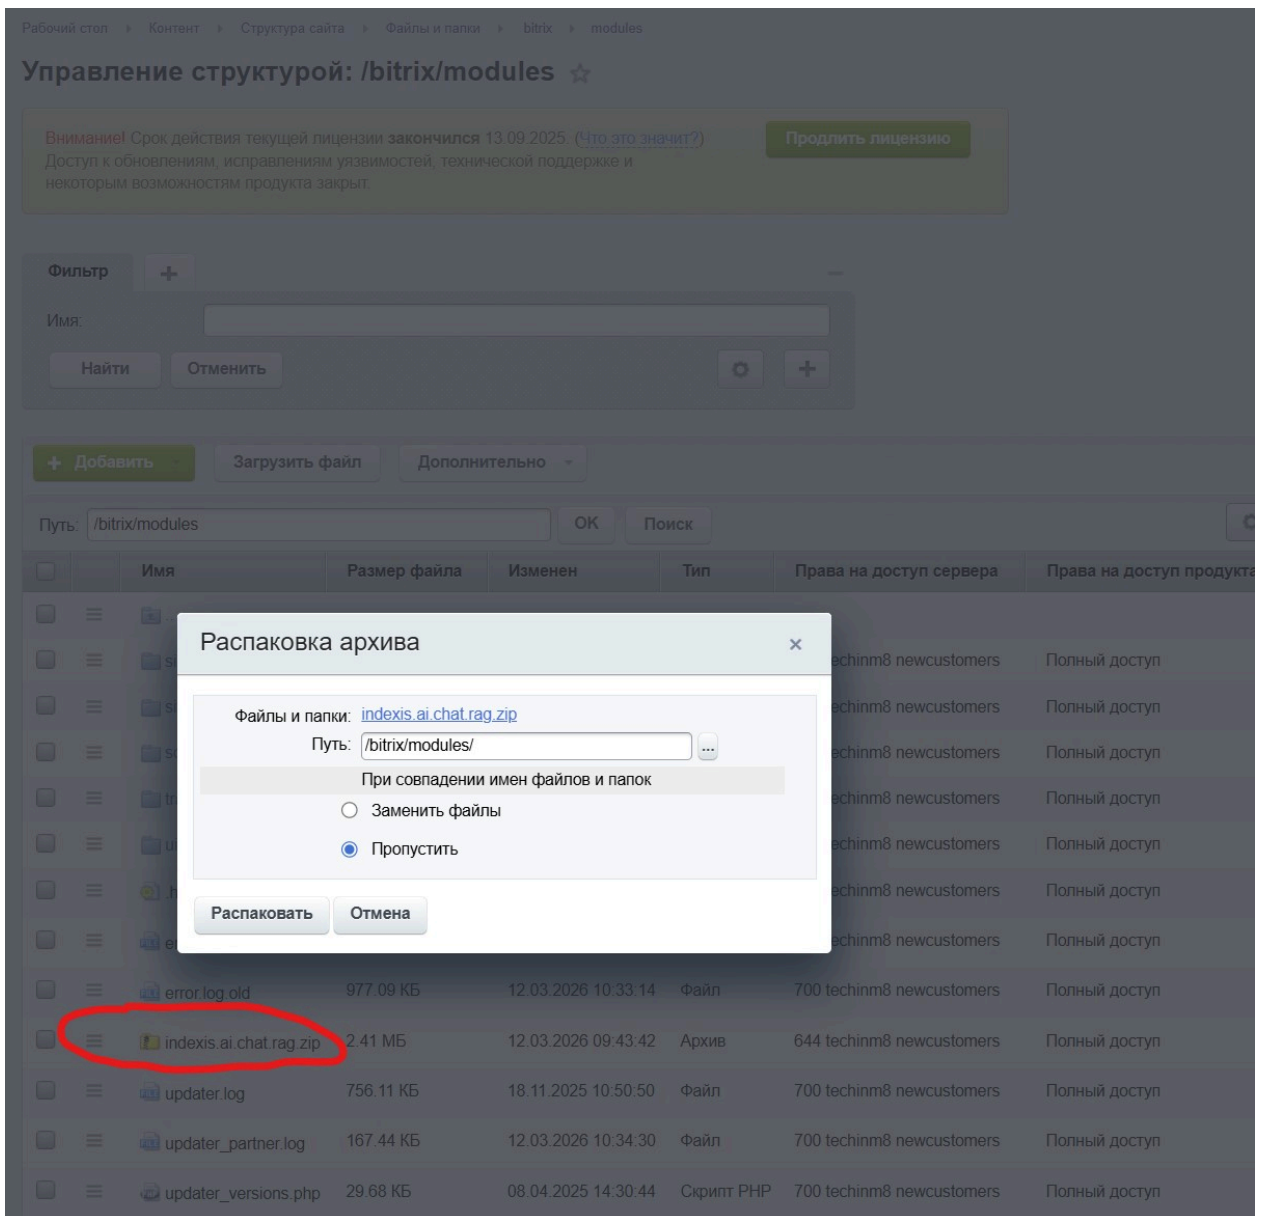 Рабочий стол Контент Структура сайта Файлы и папки bitrix modules
Управление структурой: /bitrix/modules
Внимание! Срок действия текущей лицензии закончился 13.09.2025. (Что это значит?)
Доступ к обновлениям, исправлениям уязвимостей, технической поддержке и
некоторым возможностям продукта закрыт.
Продлить лицензию
Фильтр
Имя:
Найти Отменить
Добавить Загрузить файл Дополнительно
Путь: /bitrix/modules OK Поиск
Имя Размер файла Изменен Тип Права на доступ сервера Права на доступ продукта
Распаковка архива
Файлы и папки: indexis.ai.chat.rag.zip
Путь: /bitrix/modules/ ...
При совпадении имен файлов и папок
Заменить файлы
Пропустить
Распаковать Отмена
echinm8 newcustomers Полный доступ
echinm8 newcustomers Полный доступ
echinm8 newcustomers Полный доступ
echinm8 newcustomers Полный доступ
echinm8 newcustomers Полный доступ
echinm8 newcustomers Полный доступ
echinm8 newcustomers Полный доступ
error.log.old 977.09 КБ 12.03.2026 10:33:14 Файл 700 techinm8 newcustomers Полный доступ
indexis.ai.chat.rag.zip 2.41 МБ 12.03.2026 09:43:42 Архив 644 techinm8 newcustomers Полный доступ
updater.log 756.11 КБ 18.11.2025 10:50:50 Файл 700 techinm8 newcustomers Полный доступ
updater_partner.log 167.44 КБ 12.03.2026 10:34:30 Файл 700 techinm8 newcustomers Полный доступ
updater_versions.php 29.68 КБ 08.04.2025 14:30:44 Скрипт PHP 700 techinm8 newcustomers Полный доступ